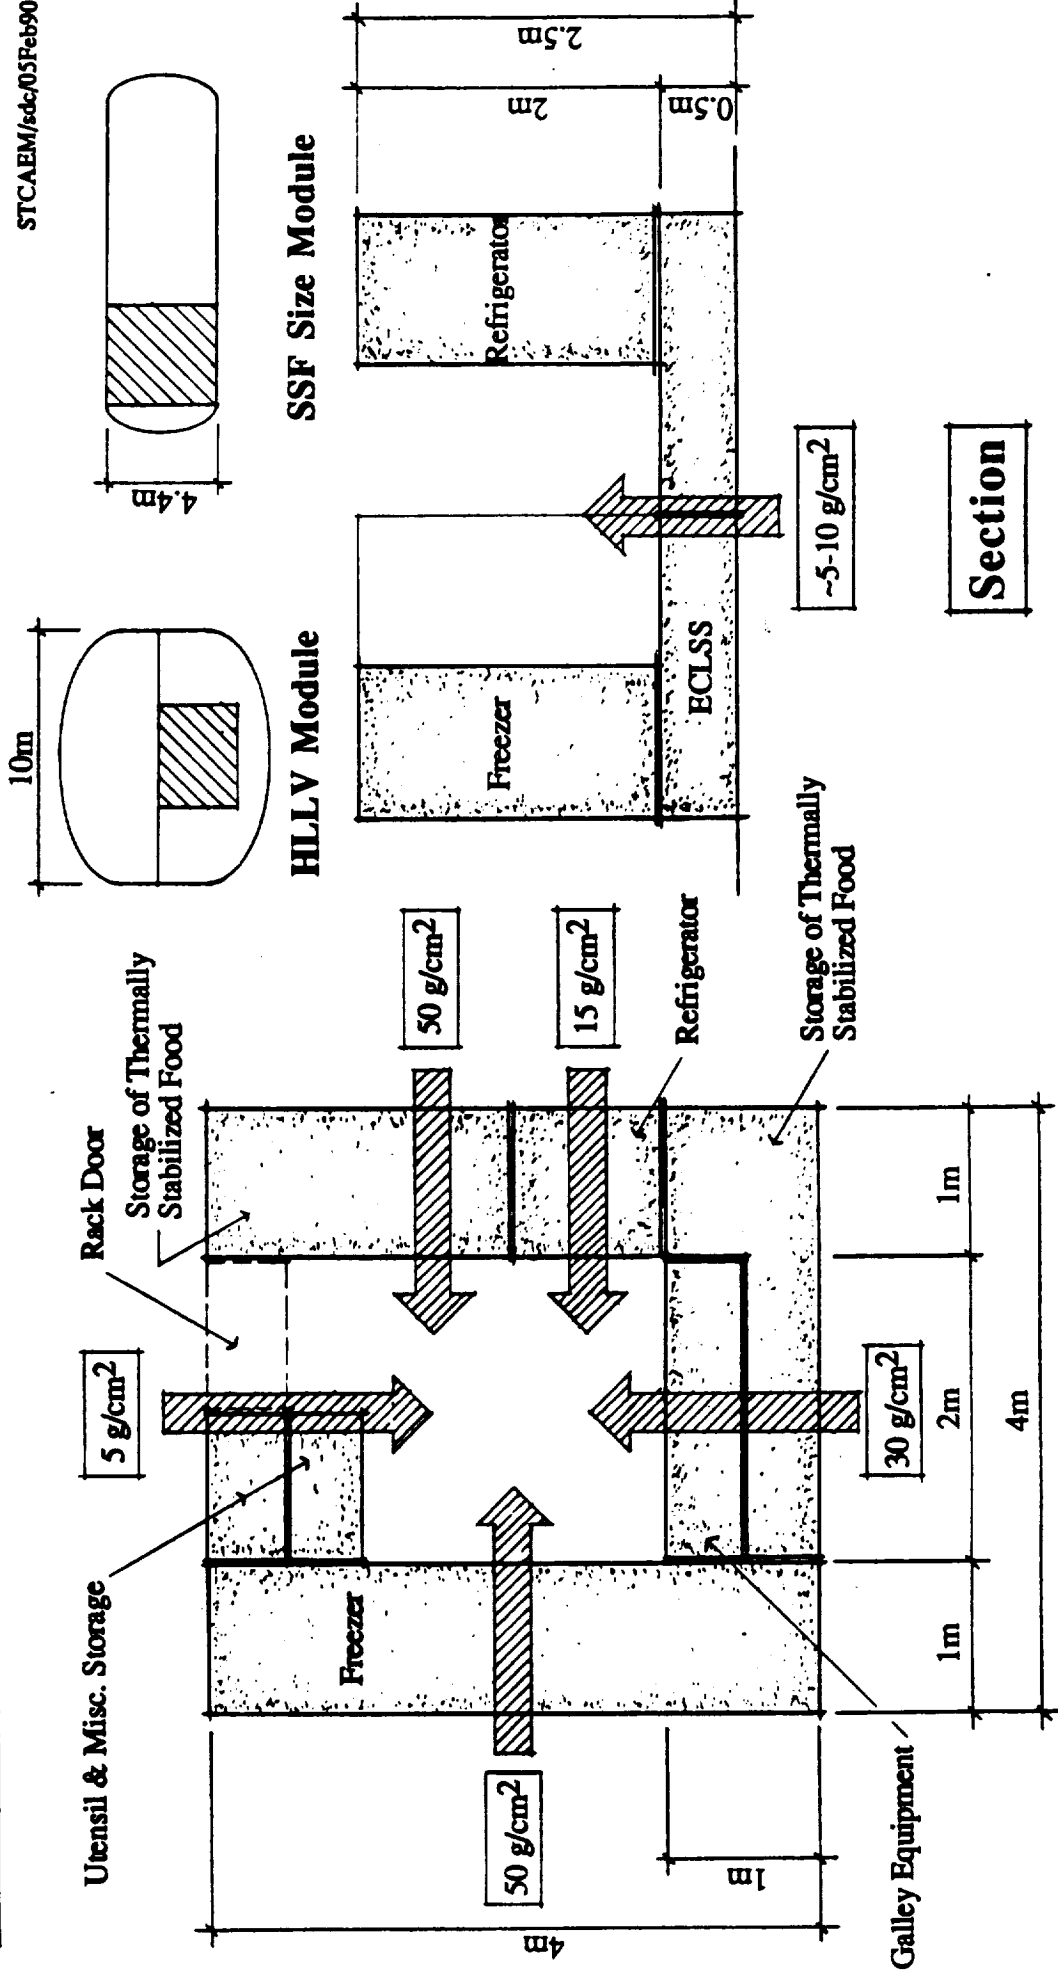 STCAEM/sdc/05Feb90
10m
HLLV Module
4.4m
SSF Size Module
Utensil & Misc. Storage
Rack Door
Storage of Thermally
Stabilized Food
5 g/cm2
50 g/cm2
15 g/cm2
50 g/cm2
30 g/cm2
Freezer
Refrigerator
Storage of Thermally
Stabilized Food
Galley Equipment
4m
1m
1m
2m
1m
4m
Freezer
Refrigerator
ECLSS
2m
0.5m
2.5m
~5-10 g/cm2
Section